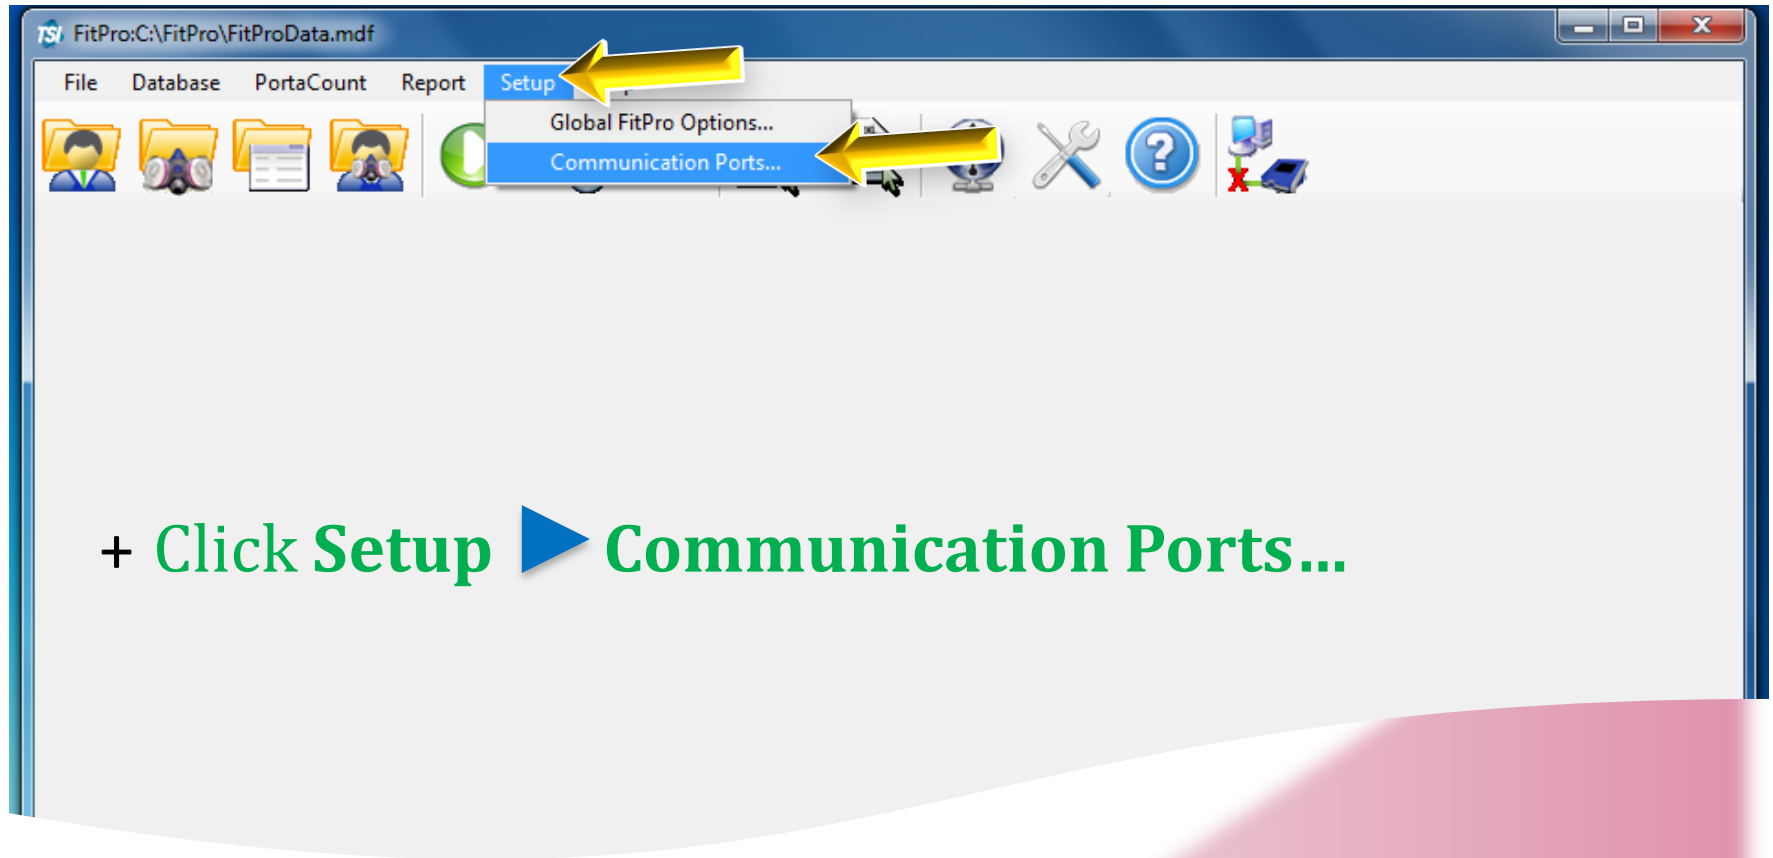 TSI FitPro:C:\FitPro\FitProData.mdf
File Database PortaCount Report Setup
Global FitPro Options...
Communication Ports...
?
+ Click Setup Communication Ports...